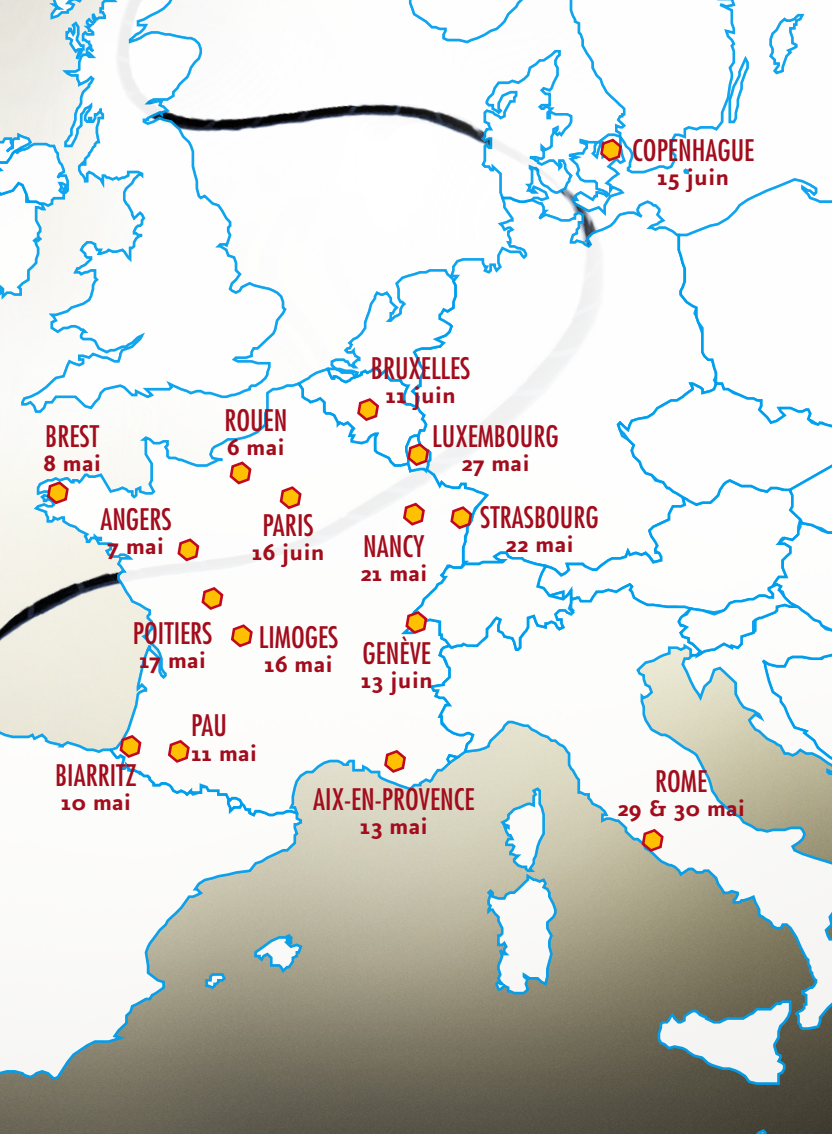 COPENHAGUE
15 juin
BRUXELLES
11 juin
ROUEN
6 mai
BREST
8 mai
LUXEMBOURG
27 mai
ANGERS
7 mai
PARIS
16 juin
STRASBOURG
22 mai
NANCY
21 mai
POITIERS
17 mai
LIMOGES
16 mai
GENÈVE
13 juin
PAU
11 mai
BIARRITZ
10 mai
AIX-EN-PROVENCE
13 mai
ROME
29 & 30 mai